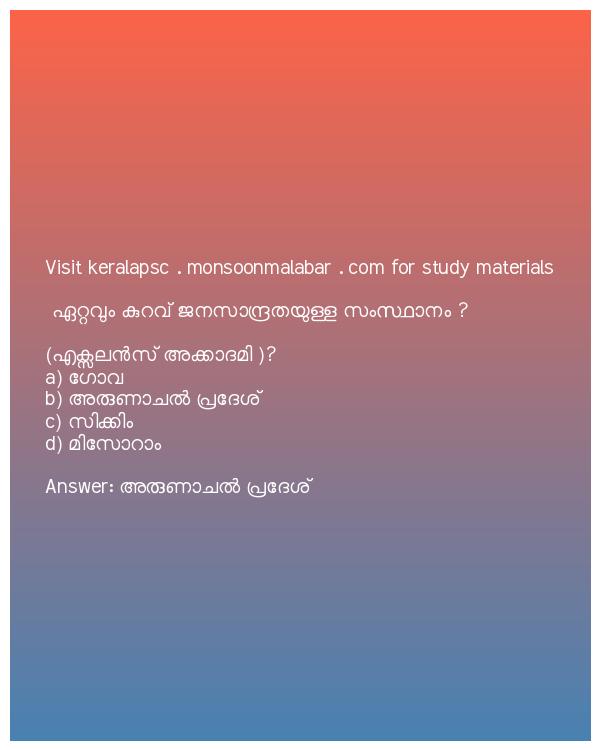 Visit keralapsc . monsoonmalabar . com for study materials
ഏറ്റവും കുറവ് ജനസാന്ദ്രതയുള്ള സംസ്ഥാനം ?
(എക്സലൻസ് അക്കാദമി )?
a) ഗോവ
b) അരുണാചൽ പ്രദേശ്
c) സിക്കിം
d) മിസോറാം
Answer: അരുണാചൽ പ്രദേശ്